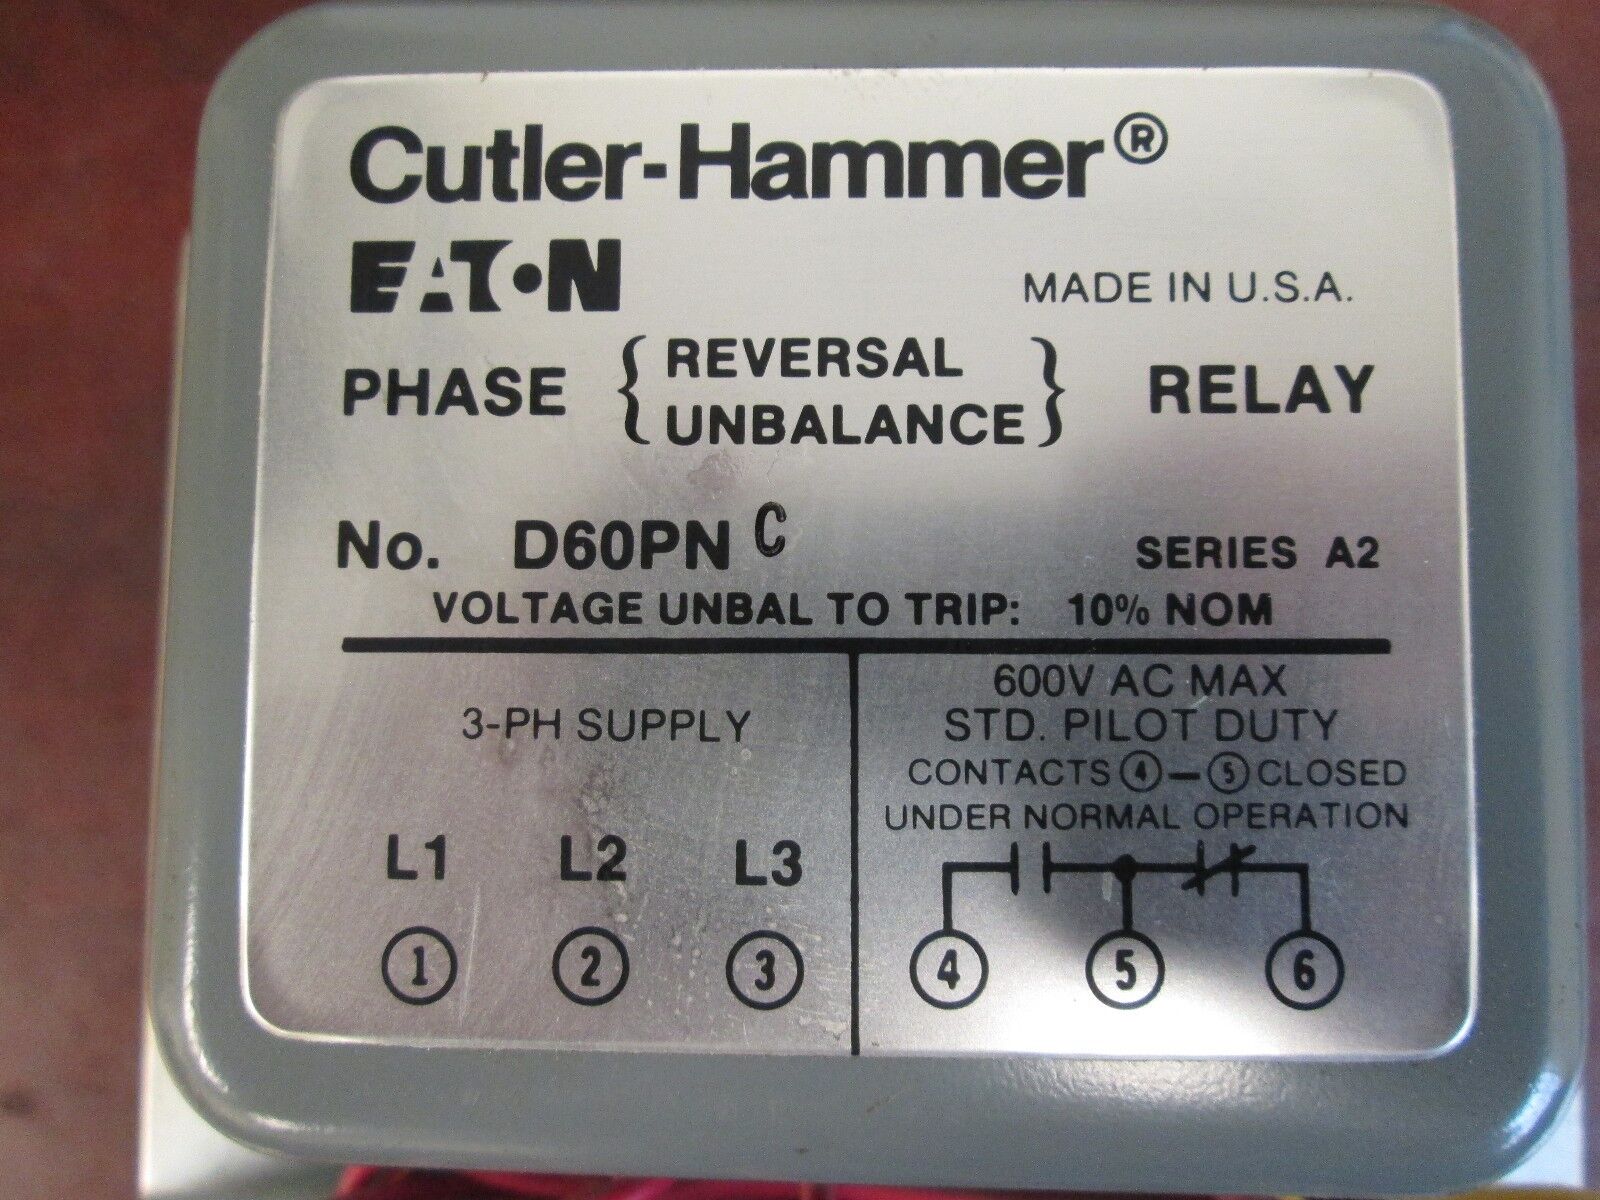 Cutler-Hammer®
EATON
MADE IN U.S.A.
PHASE { REVERSAL UNBALANCE } RELAY
No. D60PN C SERIES A2
VOLTAGE UNBAL TO TRIP: 10% NOM
3-PH SUPPLY
L1 L2 L3
1 2 3
600V AC MAX
STD. PILOT DUTY
CONTACTS ④—⑤ CLOSED
UNDER NORMAL OPERATION
4 5 6